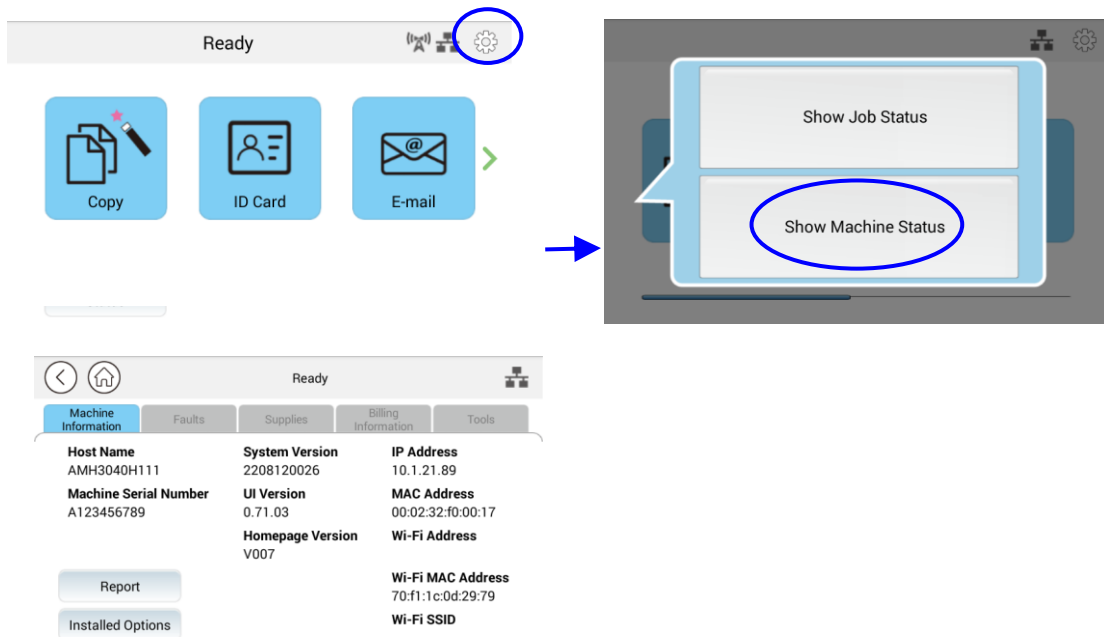 Ready
Copy
ID Card
@
E-mail
Show Job Status
Show Machine Status
Ready
Machine Information
Faults
Supplies
Billing Information
Tools
Host Name
AMH3040H111
Machine Serial Number
A123456789
System Version
2208120026
UI Version
0.71.03
Homepage Version
V007
IP Address
10.1.21.89
MAC Address
00:02:32:f0:00:17
Wi-Fi Address
Wi-Fi MAC Address
70:f1:1c:0d:29:79
Wi-Fi SSID
Report
Installed Options